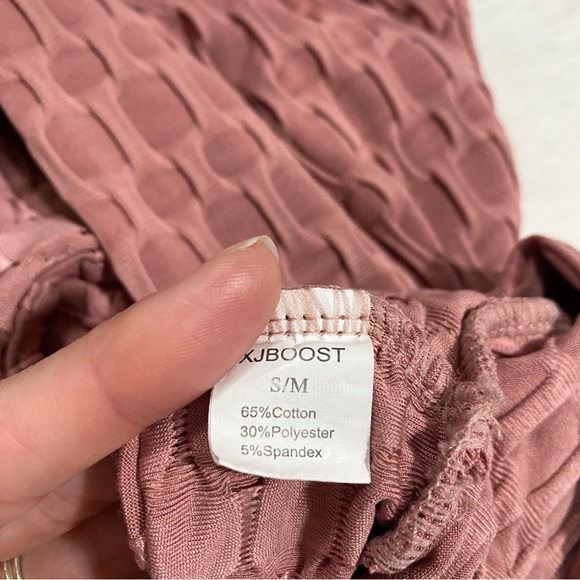 XJBOOST
S/M
65%Cotton
30%Polyester
5%Spandex